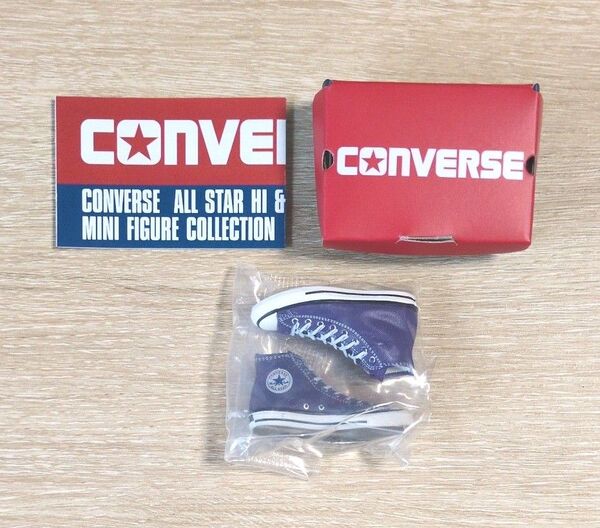 CONVE
CONVERSE ALL STAR HI &
MINI FIGURE COLLECTION
CONVERSE